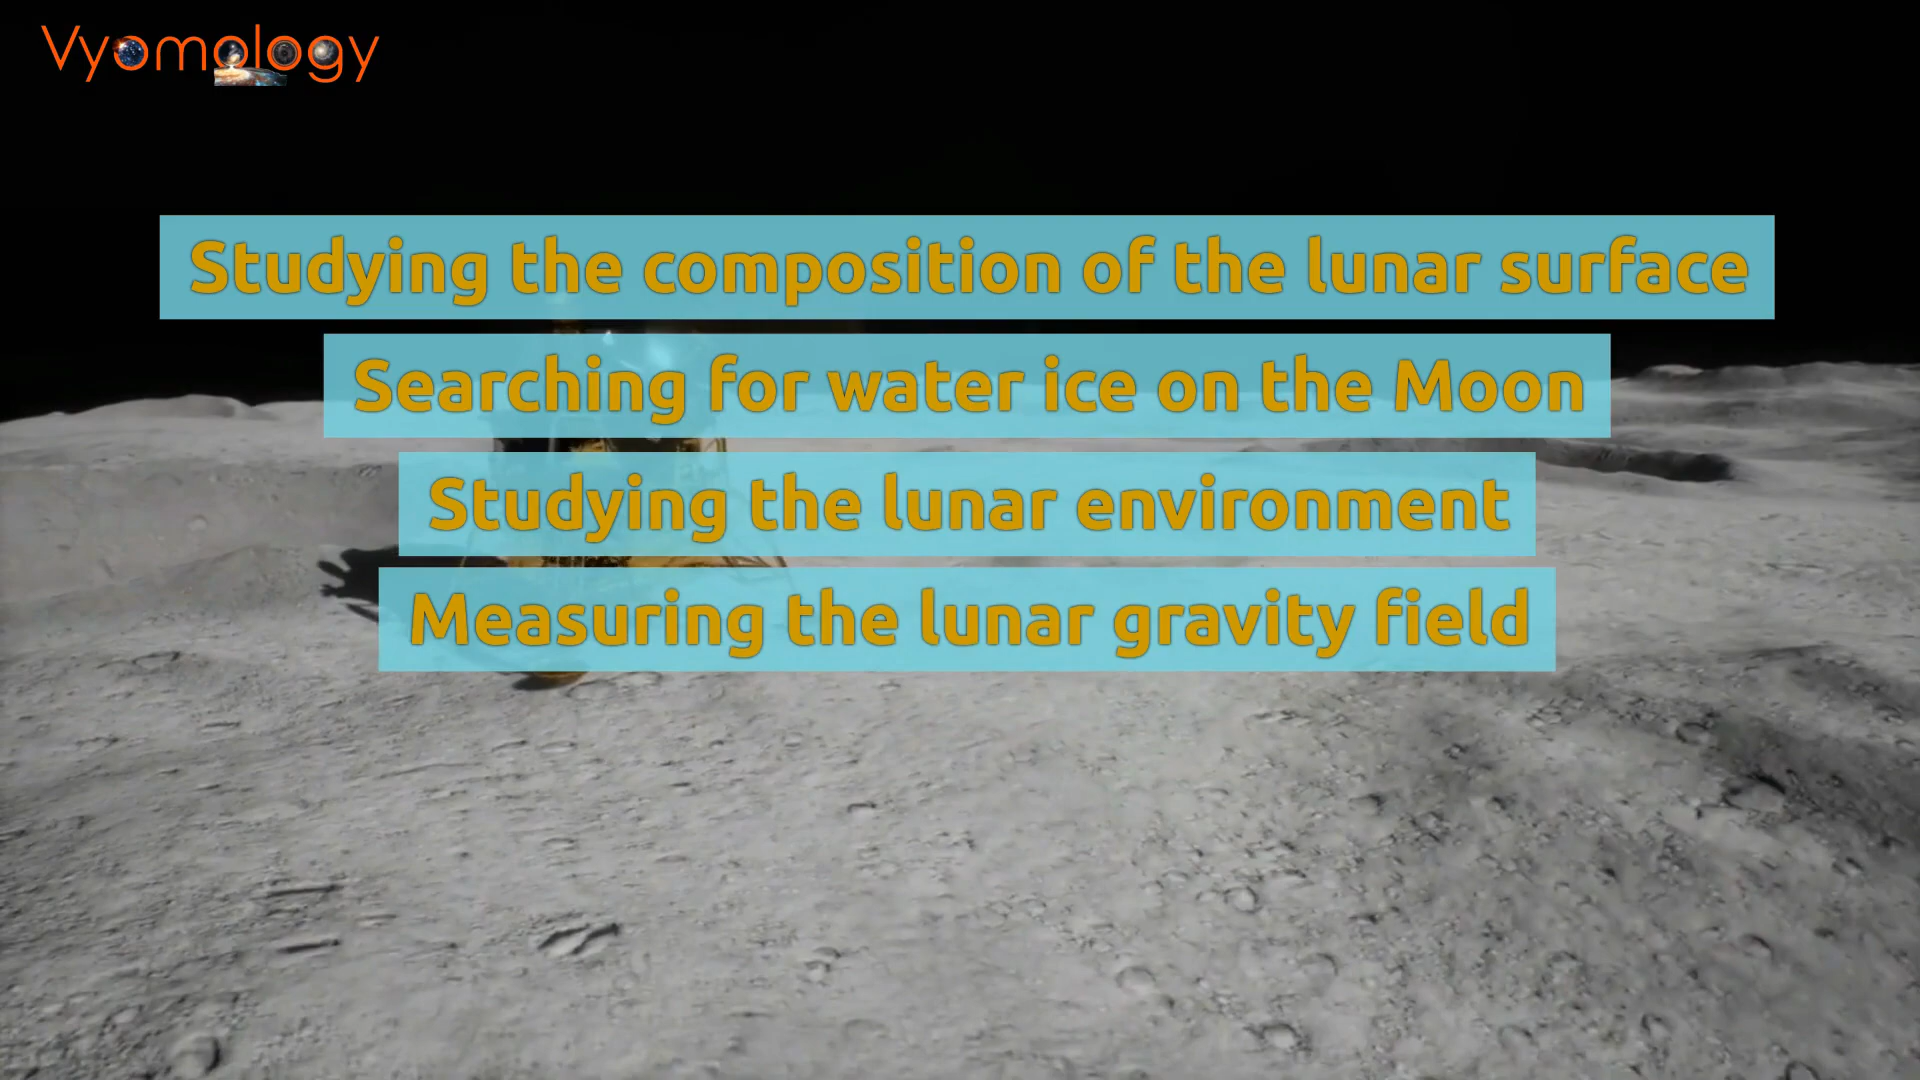 Vyomology
Studying the composition of the lunar surface
Searching for water ice on the Moon
Studying the lunar environment
Measuring the lunar gravity field